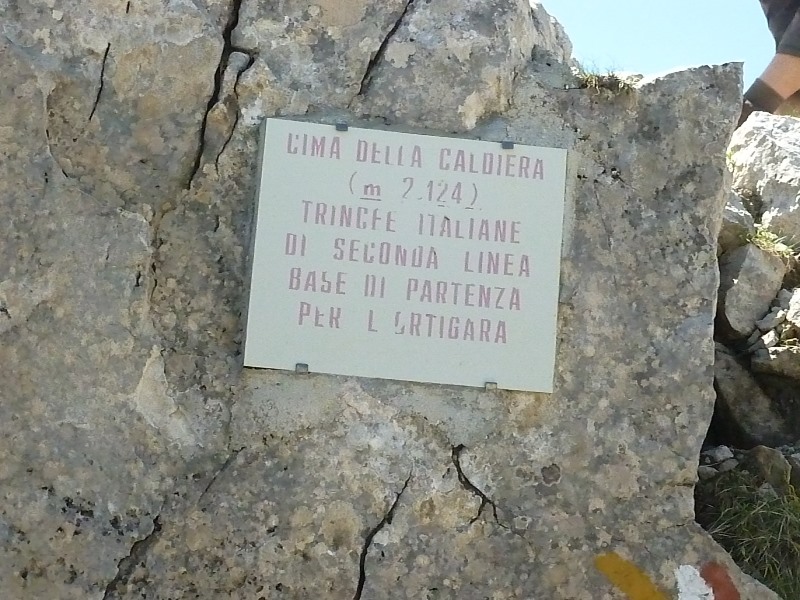 CIMA DELLA CALDIERA
(m 2.124)
TRINCEE ITALIANE
DI SECONDA LINEA
BASE DI PARTENZA
PER L ORTIGARA